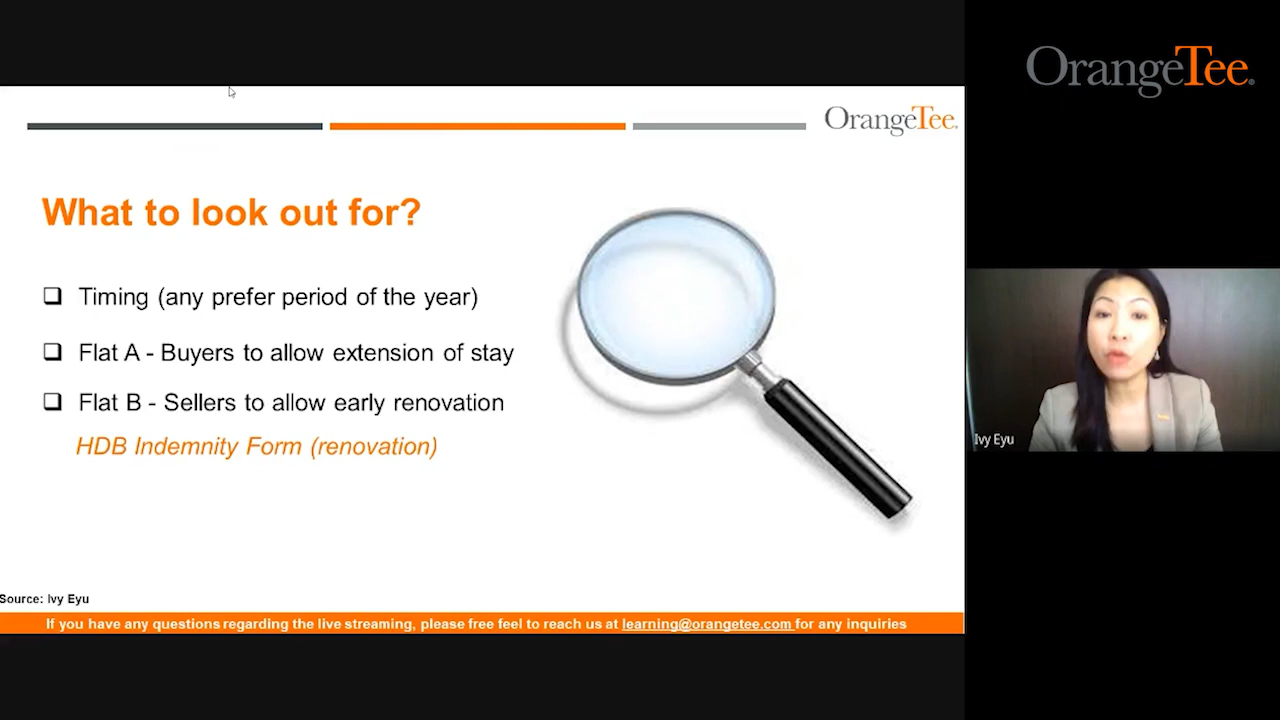 OrangeTee
OrangeTee
What to look out for?
Timing (any prefer period of the year)
Flat A - Buyers to allow extension of stay
Flat B - Sellers to allow early renovation
HDB Indemnity Form (renovation)
Ivy Eyu
Source: Ivy Eyu
If you have any questions regarding the live streaming, please free feel to reach us at learning@orangetee.com for any inquiries